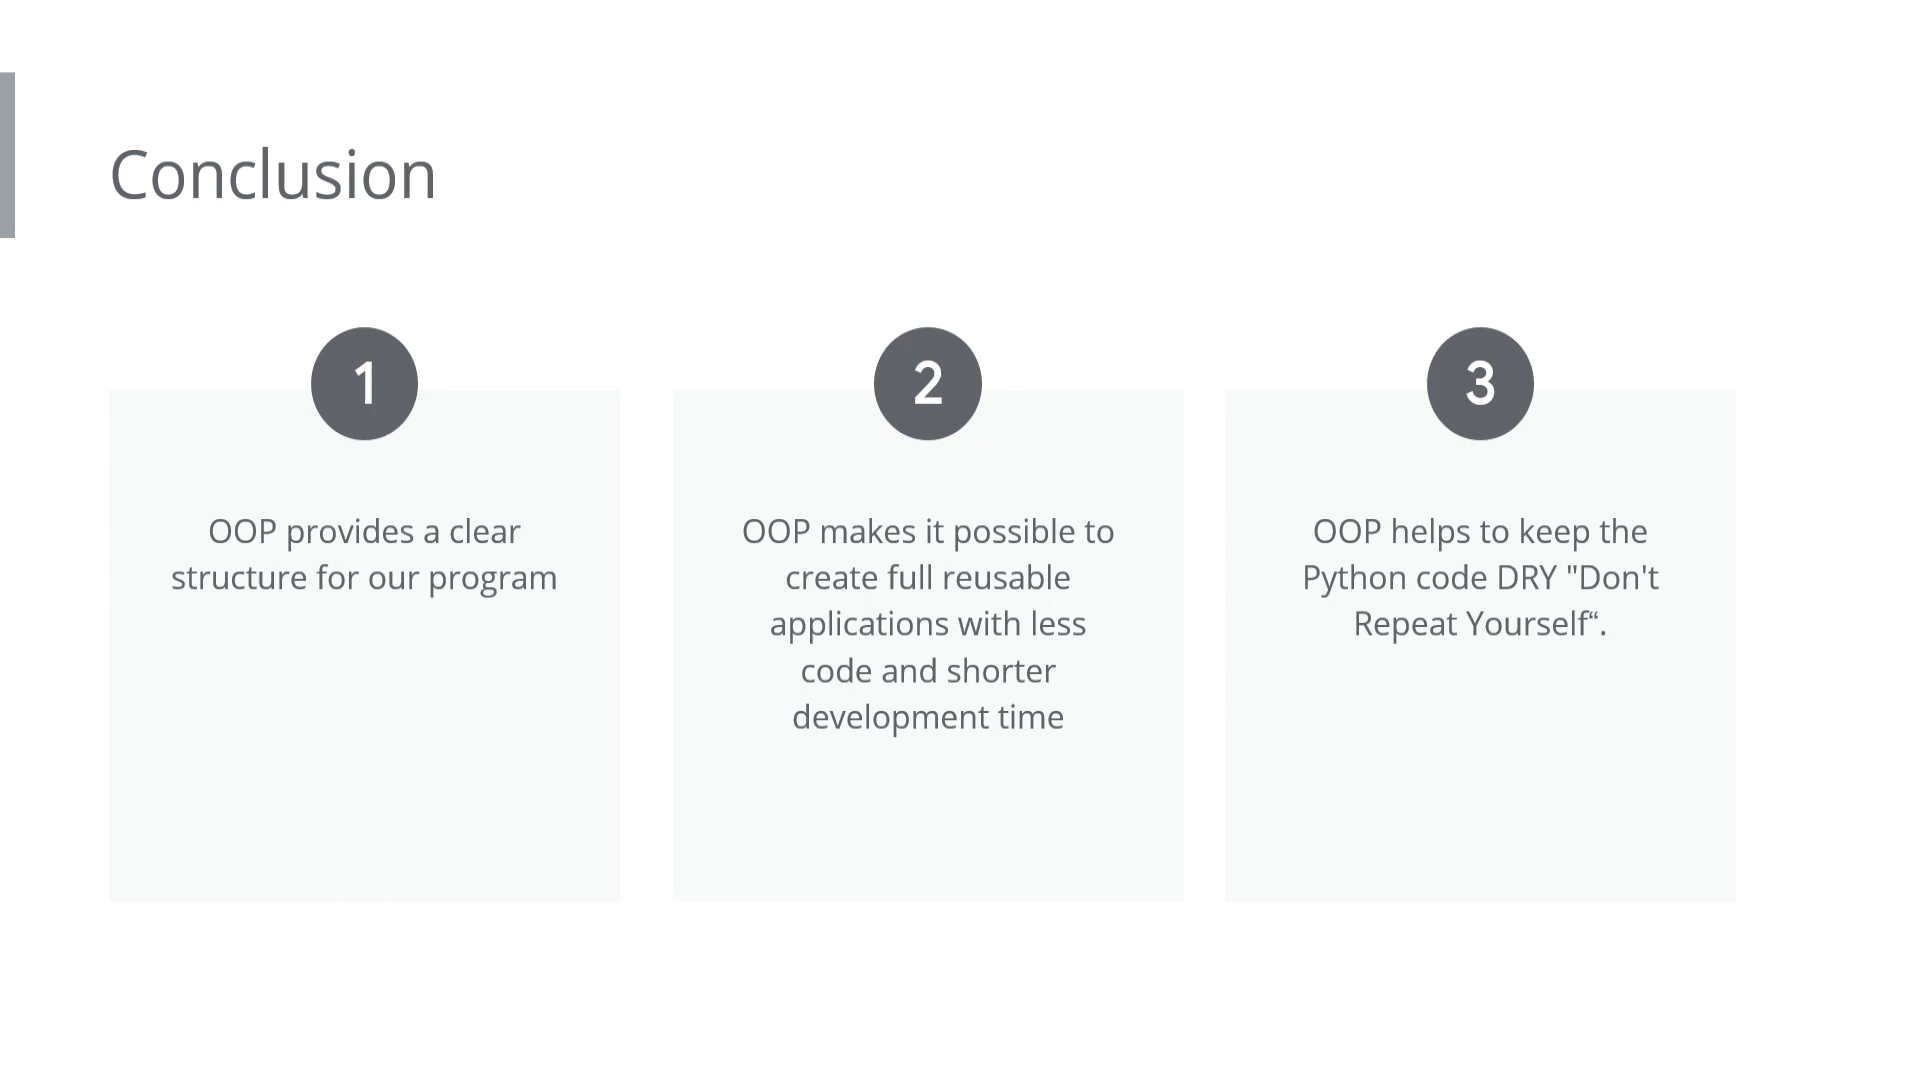 Conclusion
1
OOP provides a clear
structure for our program
2
OOP makes it possible to
create full reusable
applications with less
code and shorter
development time
3
OOP helps to keep the
Python code DRY "Don't
Repeat Yourself“.